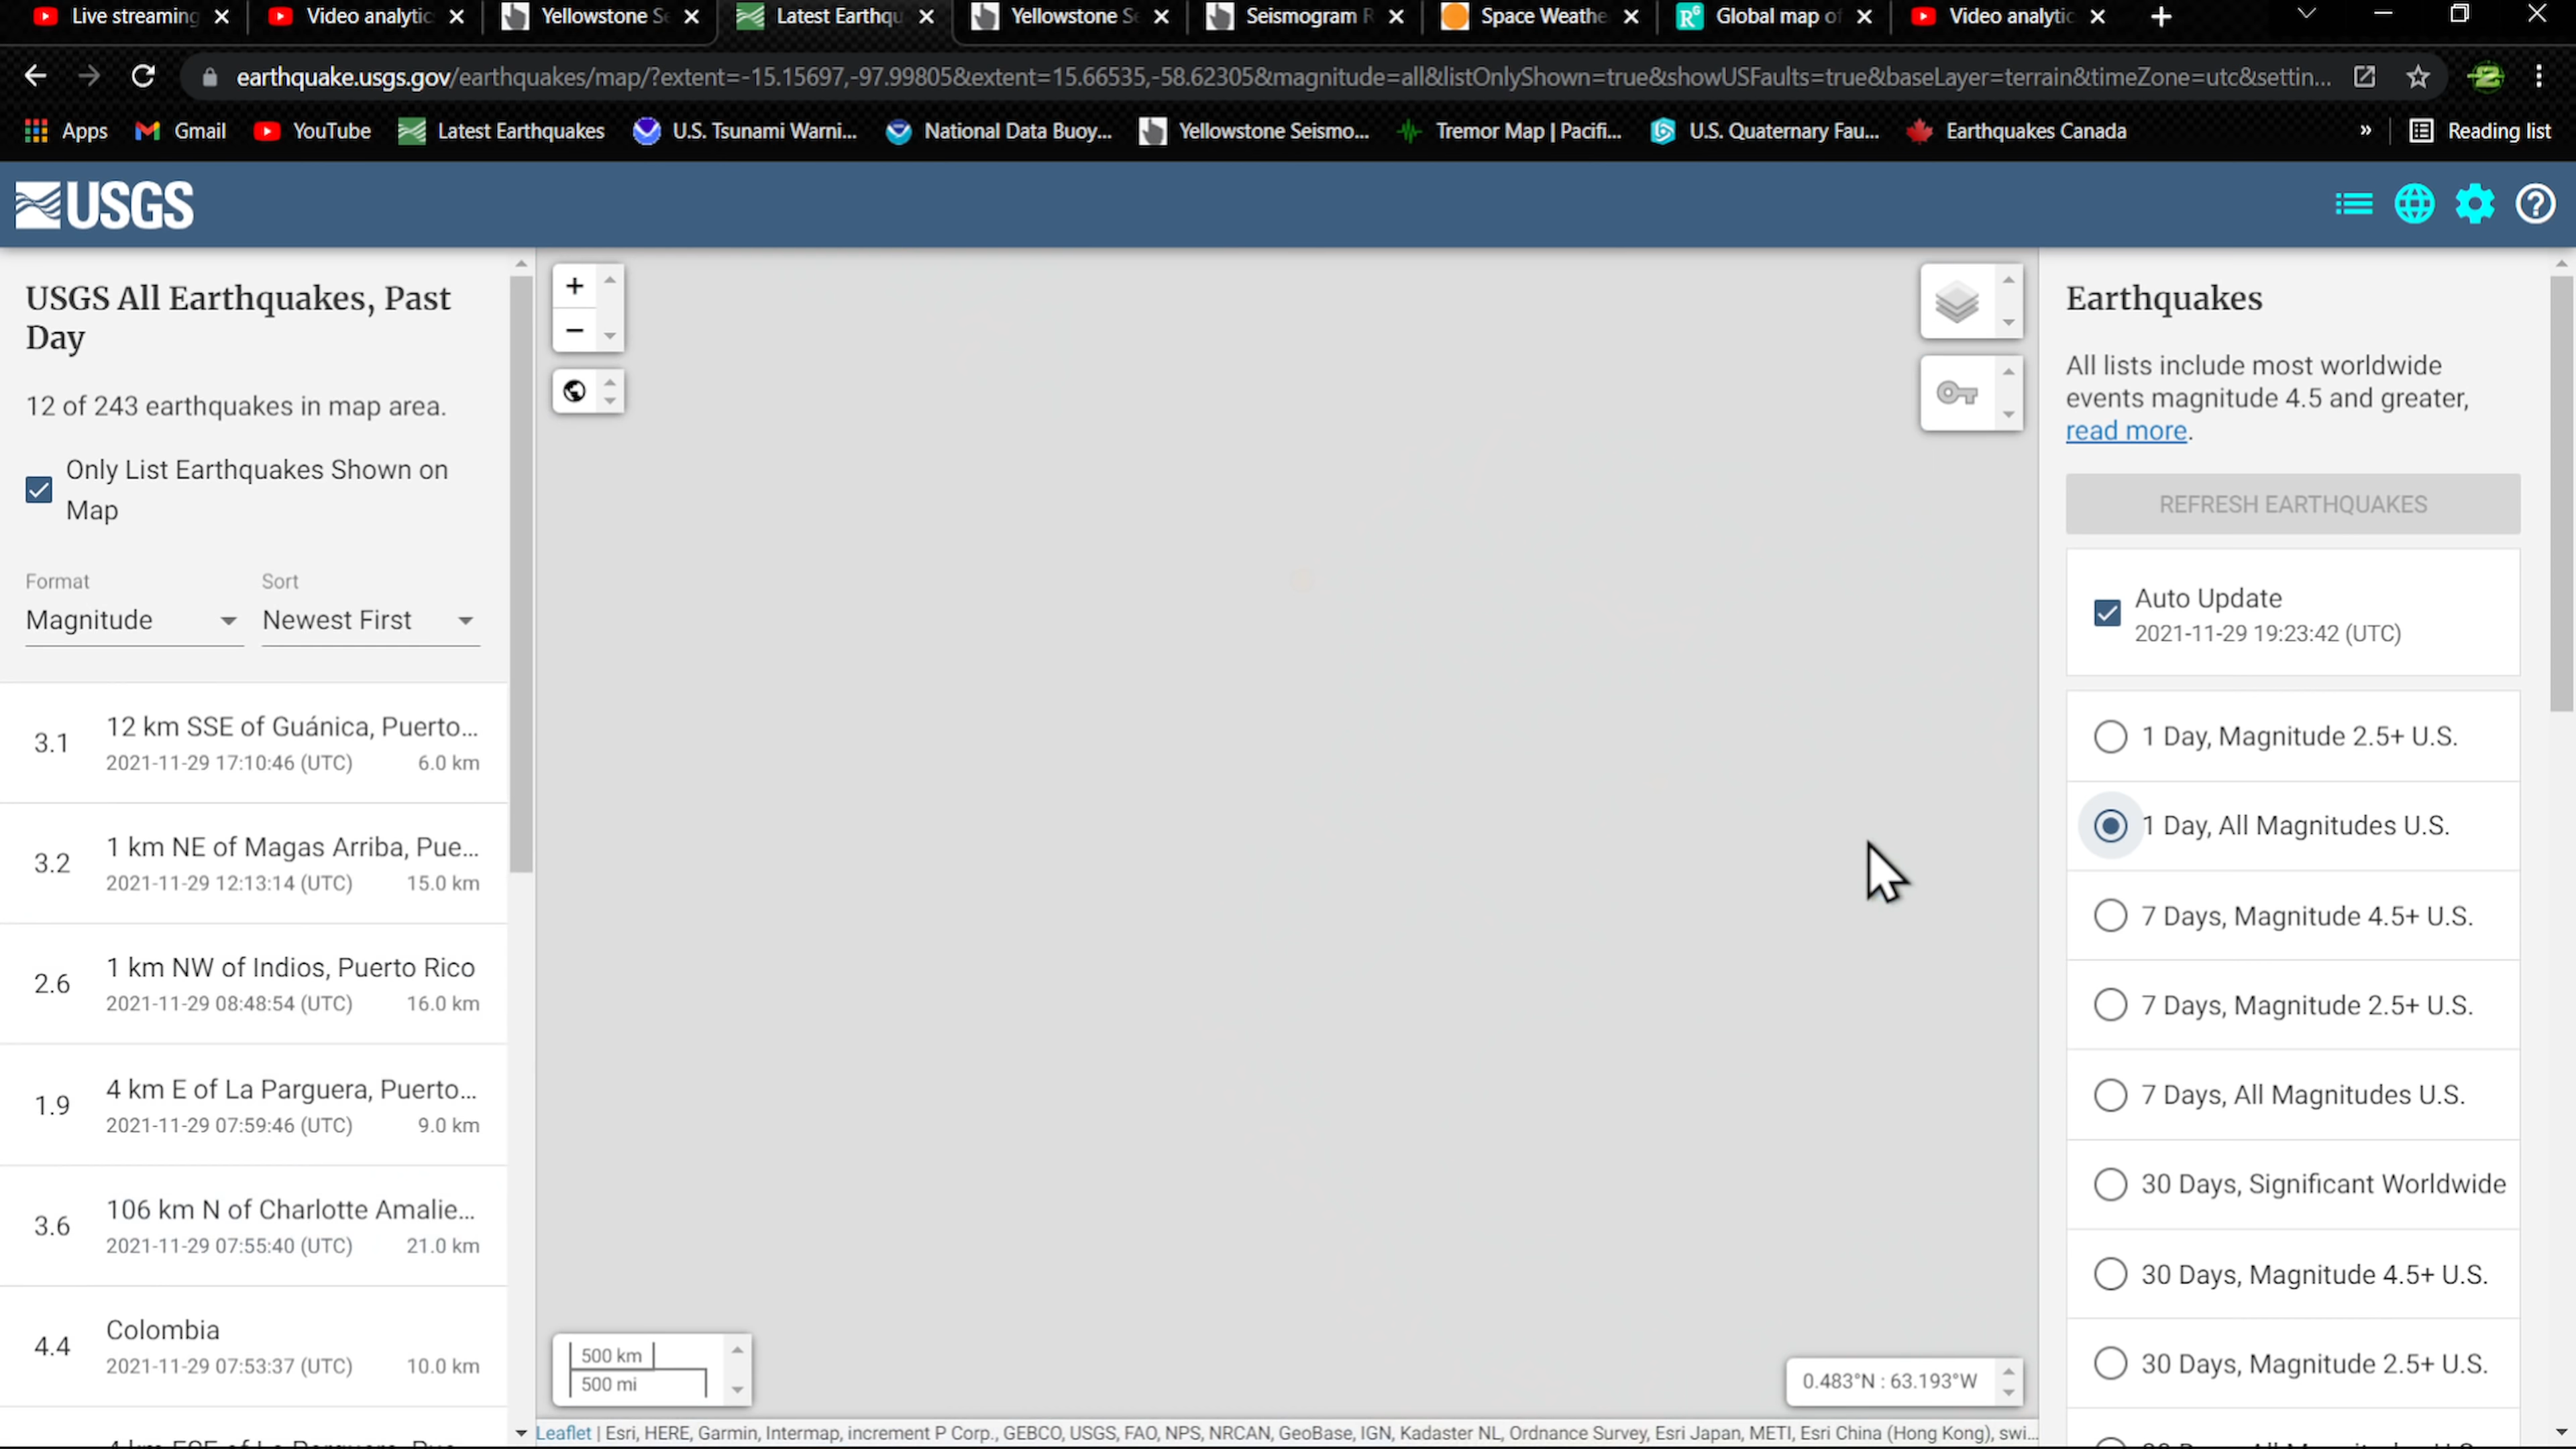 Live streaming
Video analytic
Yellowstone Se
Latest Earthqu
Yellowstone Se
Seismogram R
Space Weathe
Global map of
Video analytic
earthquake.usgs.gov/earthquakes/map/?extent=-15.15697,-97.99805&extent=15.66535,-58.62305&magnitude=all&listOnlyShown=true&showUSFaults=true&baseLayer=terrain&timeZone=utc&settin...
Apps Gmail YouTube Latest Earthquakes U.S. Tsunami Warni... National Data Buoy... Yellowstone Seismo... Tremor Map | Pacifi... U.S. Quaternary Fau... Earthquakes Canada » Reading list
USGS
USGS All Earthquakes, Past
Day
12 of 243 earthquakes in map area.
Only List Earthquakes Shown on
Map
Format Sort
Magnitude Newest First
3.1 12 km SSE of Guánica, Puerto...
2021-11-29 17:10:46 (UTC) 6.0 km
3.2 1 km NE of Magas Arriba, Pue...
2021-11-29 12:13:14 (UTC) 15.0 km
2.6 1 km NW of Indios, Puerto Rico
2021-11-29 08:48:54 (UTC) 16.0 km
1.9 4 km E of La Parguera, Puerto...
2021-11-29 07:59:46 (UTC) 9.0 km
3.6 106 km N of Charlotte Amalie...
2021-11-29 07:55:40 (UTC) 21.0 km
4.4 Colombia
2021-11-29 07:53:37 (UTC) 10.0 km
+
−
500 km
500 mi
0.483°N : 63.193°W
Leaflet | Esri, HERE, Garmin, Intermap, increment P Corp., GEBCO, USGS, FAO, NPS, NRCAN, GeoBase, IGN, Kadaster NL, Ordnance Survey, Esri Japan, METI, Esri China (Hong Kong), swi...
Earthquakes
All lists include most worldwide
events magnitude 4.5 and greater,
read more.
REFRESH EARTHQUAKES
Auto Update
2021-11-29 19:23:42 (UTC)
1 Day, Magnitude 2.5+ U.S.
1 Day, All Magnitudes U.S.
7 Days, Magnitude 4.5+ U.S.
7 Days, Magnitude 2.5+ U.S.
7 Days, All Magnitudes U.S.
30 Days, Significant Worldwide
30 Days, Magnitude 4.5+ U.S.
30 Days, Magnitude 2.5+ U.S.